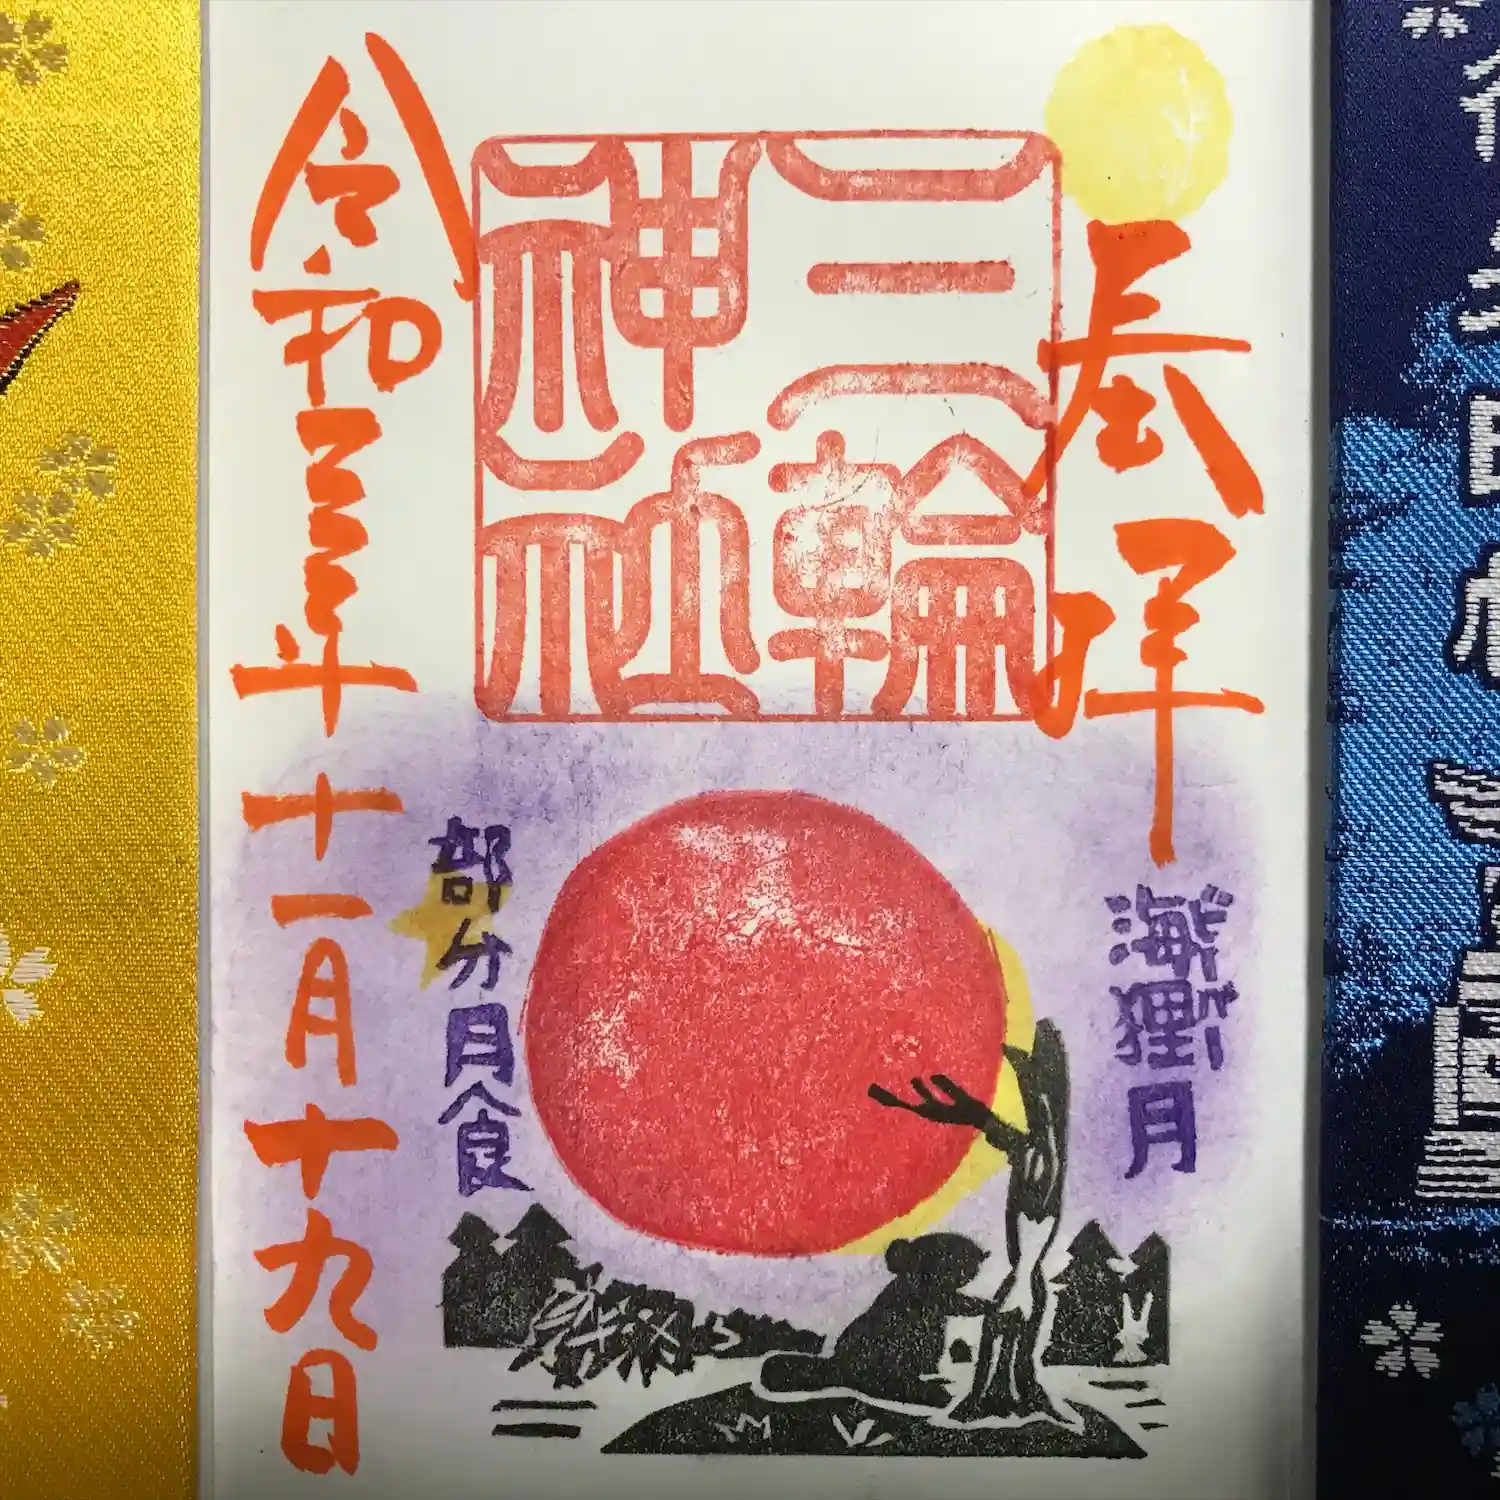 奉拝
海狸月
三輪
神社
部分月食
令和三年十一月十九日